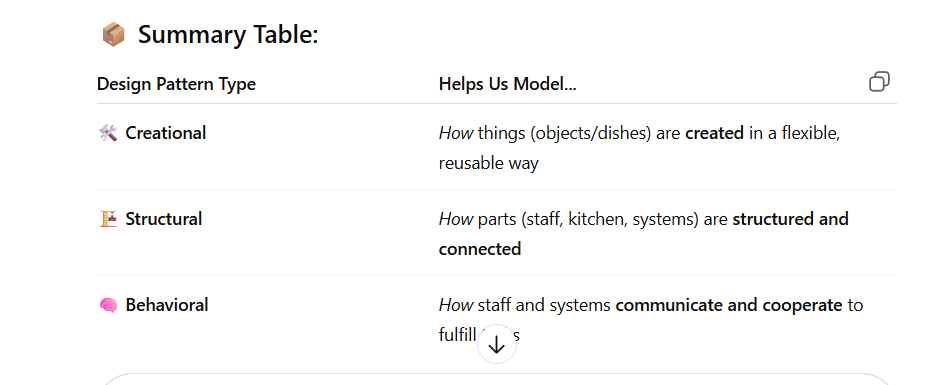 📦 Summary Table:
Design Pattern Type Helps Us Model...
🛠️ Creational How things (objects/dishes) are created in a flexible,
reusable way
🏗️ Structural How parts (staff, kitchen, systems) are structured and
connected
🧠 Behavioral How staff and systems communicate and cooperate to
fulfill